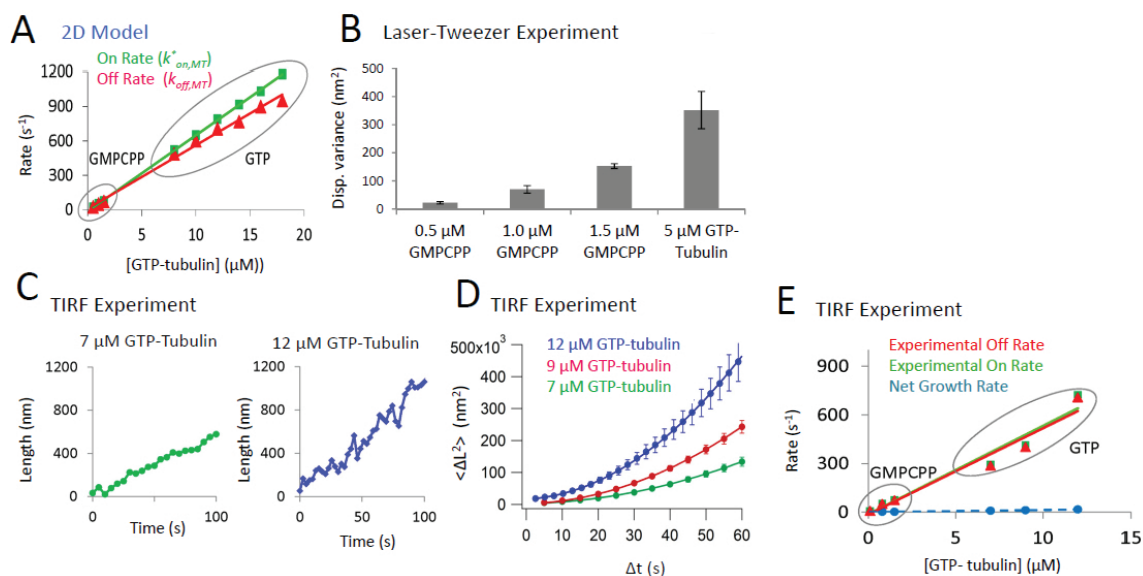 A 2D Model
On Rate (k*on,MT)
Off Rate (koff,MT)
1200
900
600
300
0
Rate (s-1)
GMPCPP
GTP
0 5 10 15 20
[GTP-tubulin] (µM))
B Laser-Tweezer Experiment
500
400
300
200
100
0
Disp. variance (nm2)
0.5 µM GMPCPP
1.0 µM GMPCPP
1.5 µM GMPCPP
5 µM GTP-Tubulin
C TIRF Experiment
7 µM GTP-Tubulin
1200
800
400
0
Length (nm)
0 100
Time (s)
12 µM GTP-Tubulin
1200
800
400
0
Length (nm)
0 100
Time (s)
D TIRF Experiment
12 µM GTP-tubulin
9 µM GTP-tubulin
7 µM GTP-tubulin
500x103
400
300
200
100
0
<ΔL2> (nm2)
0 10 20 30 40 50 60
Δt (s)
E TIRF Experiment
Experimental Off Rate
Experimental On Rate
Net Growth Rate
900
600
300
0
Rate (s-1)
GMPCPP
GTP
0 5 10 15
[GTP- tubulin] (µM)